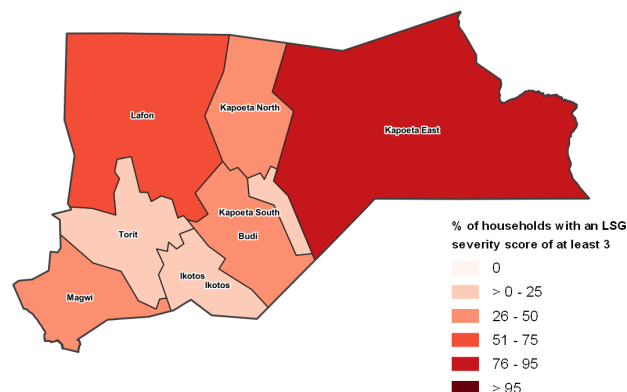 Kapoeta North
Lafon
Kapoeta East
Kapoeta South
Torit
Budi
Ikotos
Ikotos
Magwi
% of households with an LSG
severity score of at least 3
0
> 0 - 25
26 - 50
51 - 75
76 - 95
> 95